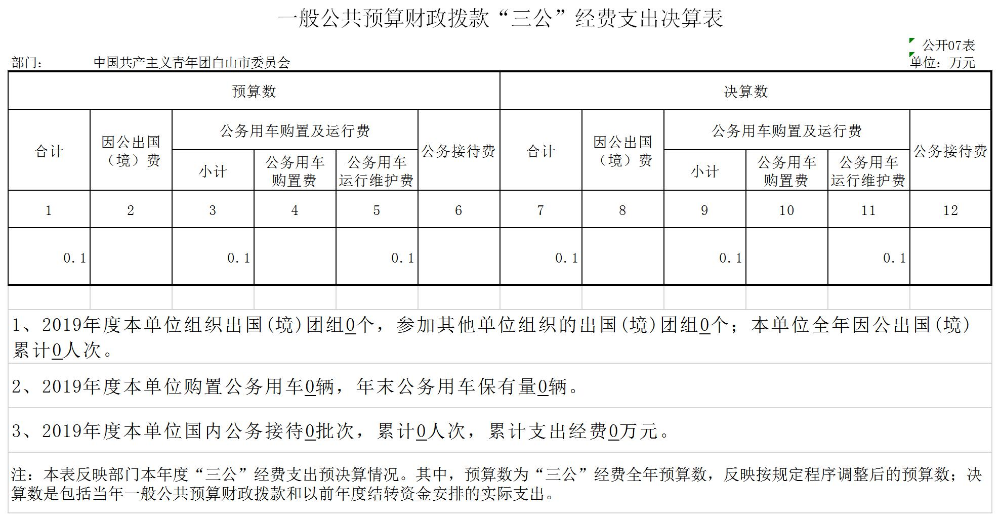 一般公共预算财政拨款“三公”经费支出决算表
公开07表
部门： 中国共产主义青年团白山市委员会 单位：万元
预算数 决算数
合计 因公出国（境）费 公务用车购置及运行费 公务接待费 合计 因公出国（境）费 公务用车购置及运行费 公务接待费
小计 公务用车购置费 公务用车运行维护费 小计 公务用车购置费 公务用车运行维护费
1 2 3 4 5 6 7 8 9 10 11 12
0.1 0.1 0.1 0.1 0.1 0.1
1、2019年度本单位组织出国(境)团组0个，参加其他单位组织的出国(境)团组0个；本单位全年因公出国(境)
累计0人次。
2、2019年度本单位购置公务用车0辆，年末公务用车保有量0辆。
3、2019年度本单位国内公务接待0批次，累计0人次，累计支出经费0万元。
注：本表反映部门本年度“三公”经费支出预决算情况。其中，预算数为“三公”经费全年预算数，反映按规定程序调整后的预算数；决
算数是包括当年一般公共预算财政拨款和以前年度结转资金安排的实际支出。